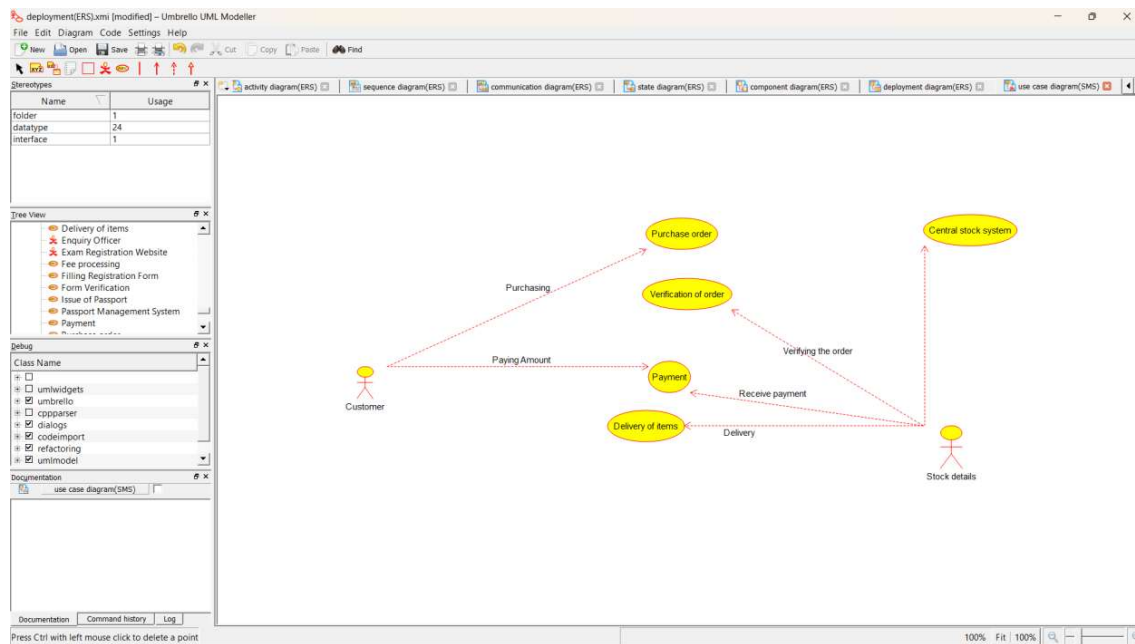 deployment(ERS).xmi [modified] – Umbrello UML Modeller
File Edit Diagram Code Settings Help
New Open Save Cut Copy Paste Find
xyz
Stereotypes
Name Usage
folder 1
datatype 24
interface 1
Tree View
Delivery of items
Enquiry Officer
Exam Registration Website
Fee processing
Filling Registration Form
Form Verification
Issue of Passport
Passport Management System
Payment
Debug
Class Name
umlwidgets
umbrello
cppparser
dialogs
codeimport
refactoring
umlmodel
Documentation
use case diagram(SMS)
Documentation Command history Log
Press Ctrl with left mouse click to delete a point
activity diagram(ERS) sequence diagram(ERS) communication diagram(ERS) state diagram(ERS) component diagram(ERS) deployment diagram(ERS) use case diagram(SMS)
Purchase order
Central stock system
Purchasing
Verification of order
Verifying the order
Paying Amount
Payment
Receive payment
Customer
Delivery of items
Delivery
Stock details
100% Fit 100%